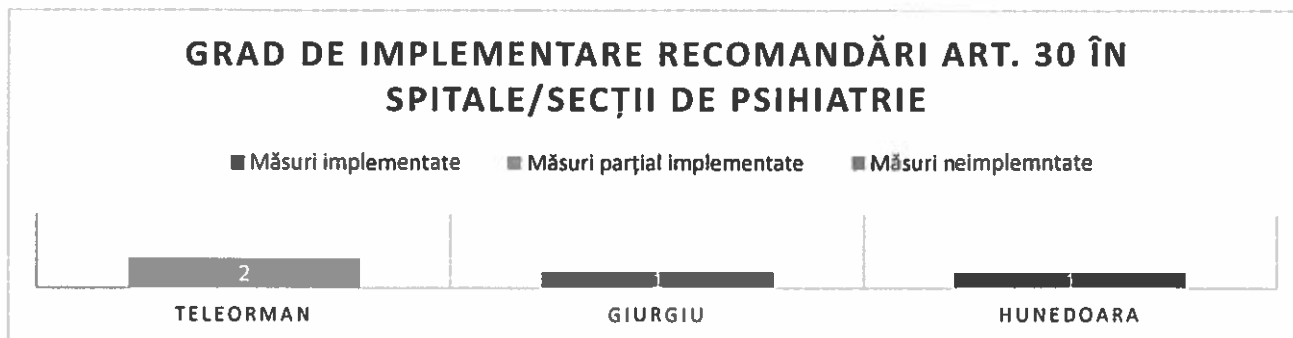 GRAD DE IMPLEMENTARE RECOMANDĂRI ART. 30 ÎN
SPITALE/SECȚII DE PSIHIATRIE
Măsuri implementate Măsuri parțial implementate Măsuri neimplemntate
2 1 1
TELEORMAN GIURGIU HUNEDOARA